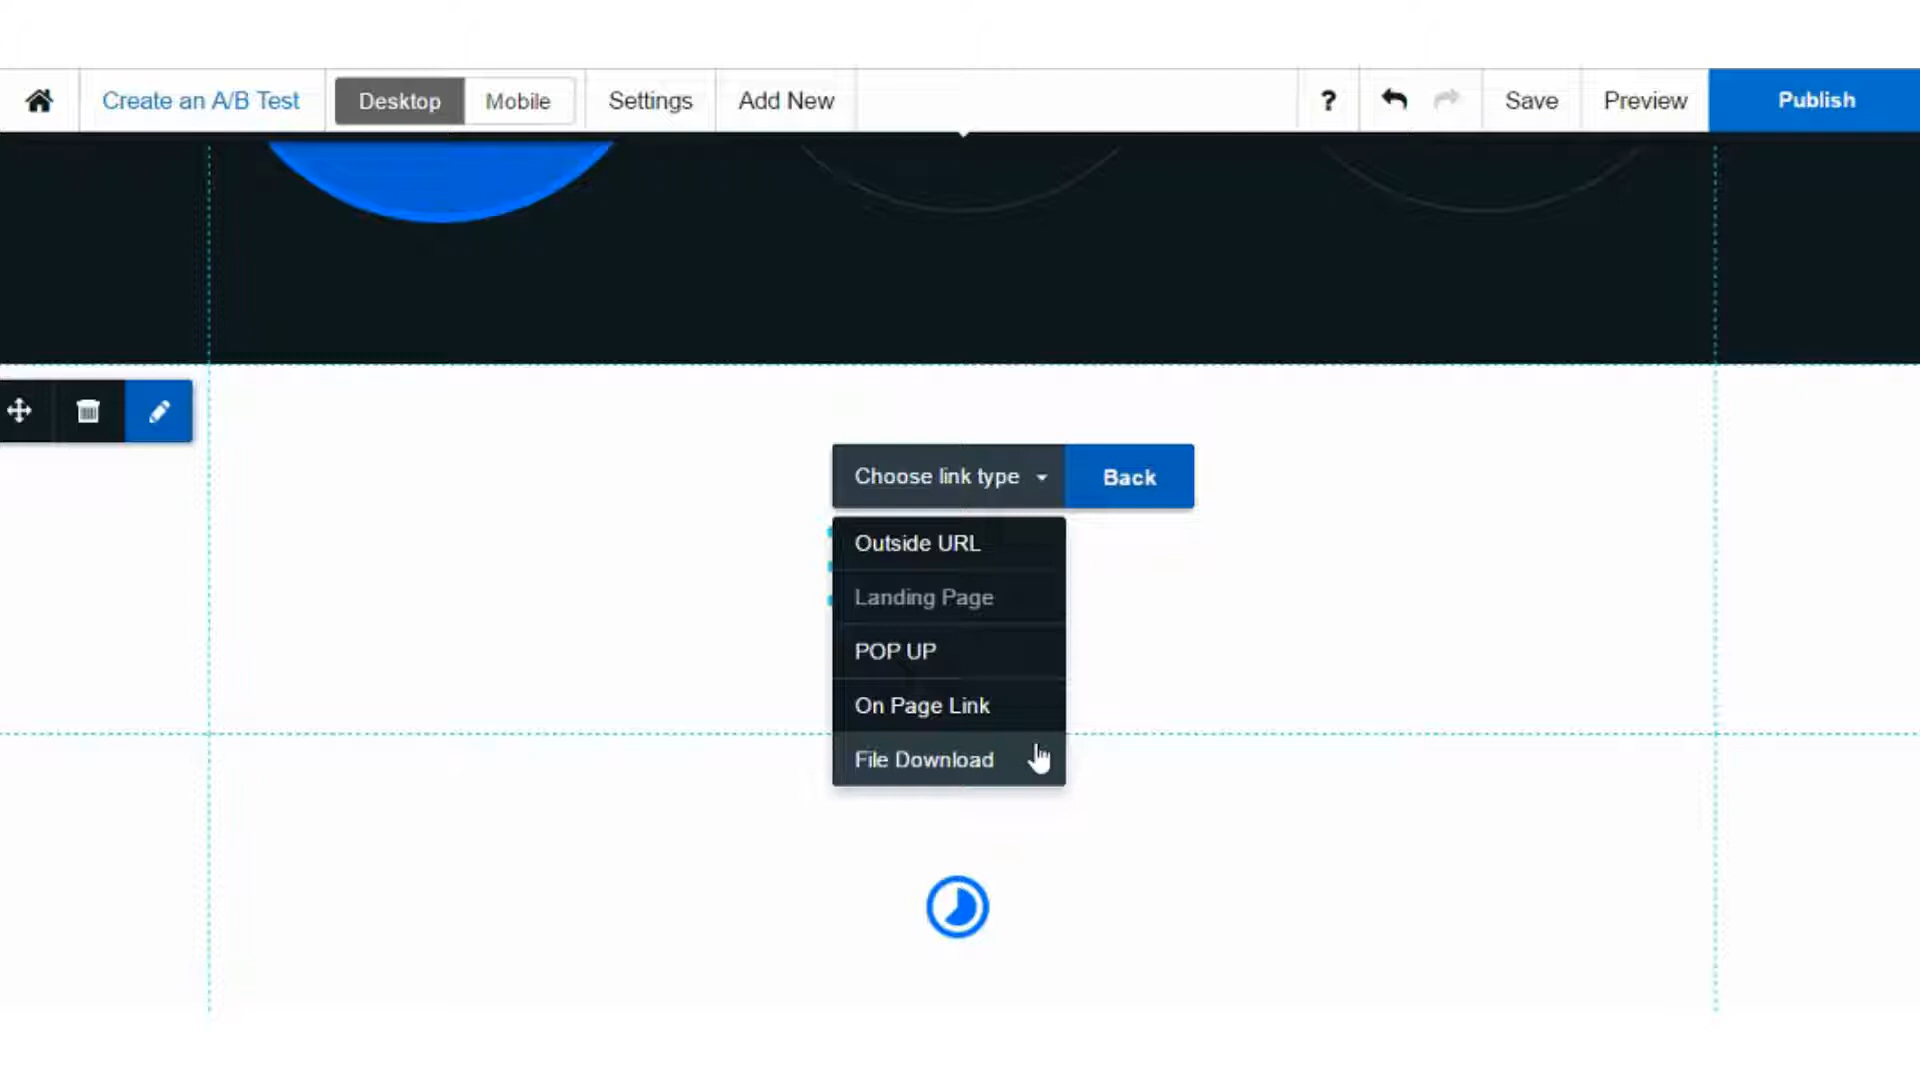 Create an A/B Test
Desktop
Mobile
Settings
Add New
?
Save
Preview
Publish
Choose link type
Back
Outside URL
Landing Page
POP UP
On Page Link
File Download